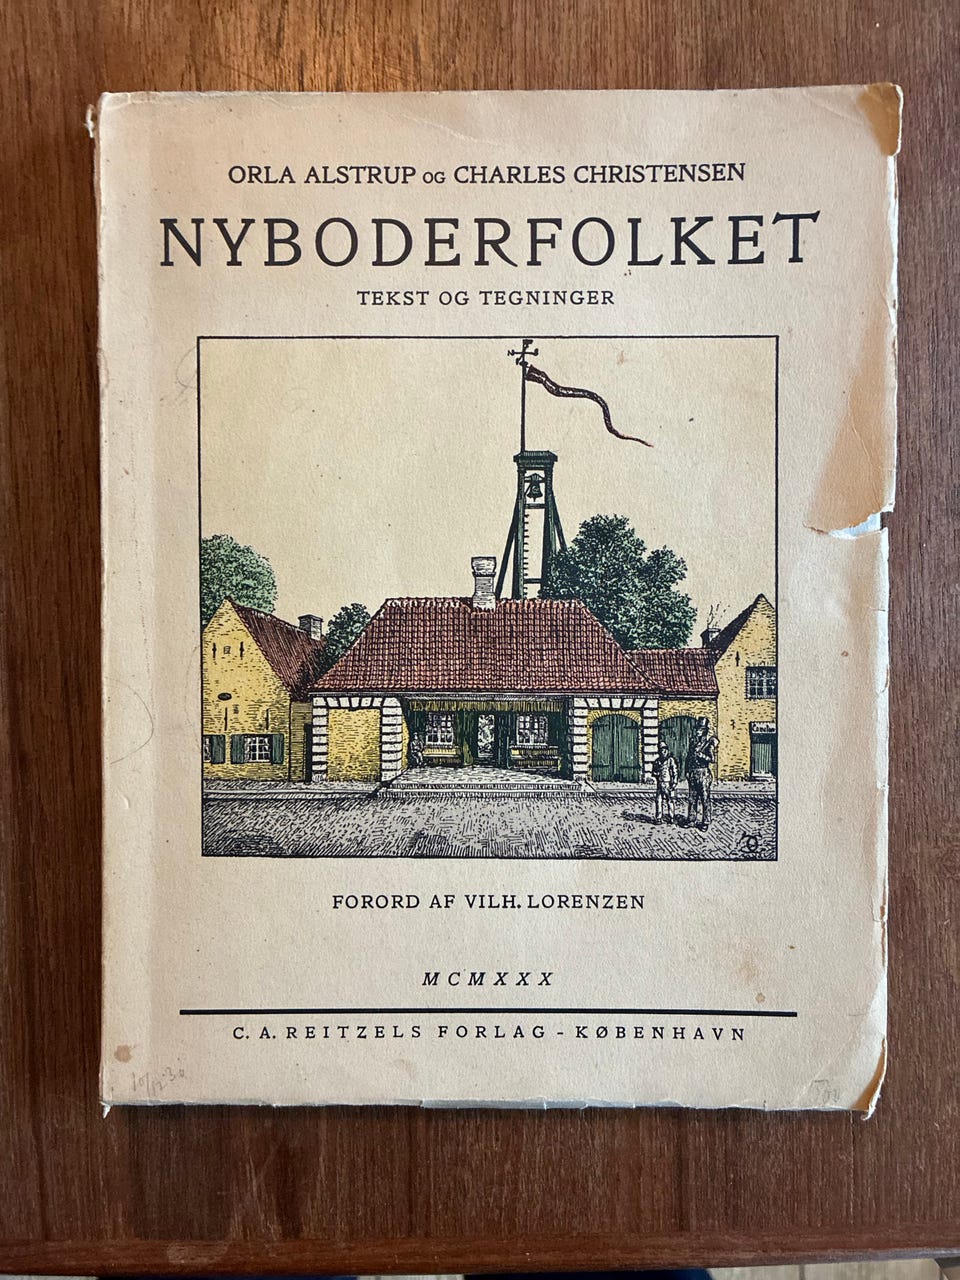 ORLA ALSTRUP OG CHARLES CHRISTENSEN
NYBODERFOLKET
TEKST OG TEGNINGER
FORORD AF VILH. LORENZEN
MCMXXX
C. A. REITZELS FORLAG - KØBENHAVN